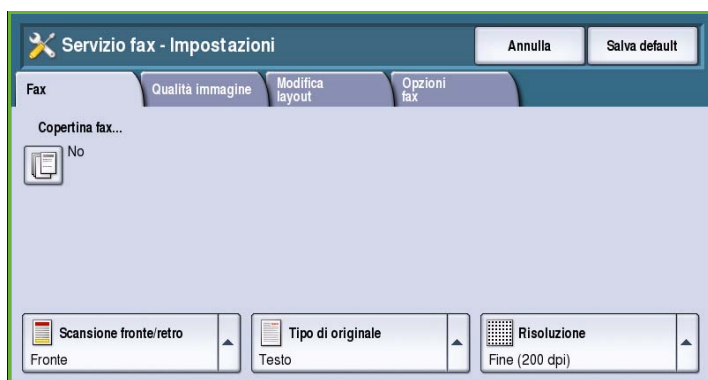 Servizio fax - Impostazioni
Annulla
Salva default
Fax
Qualità immagine
Modifica
layout
Opzioni
fax
Copertina fax...
No
Scansione fronte/retro
Fronte
Tipo di originale
Testo
Risoluzione
Fine (200 dpi)